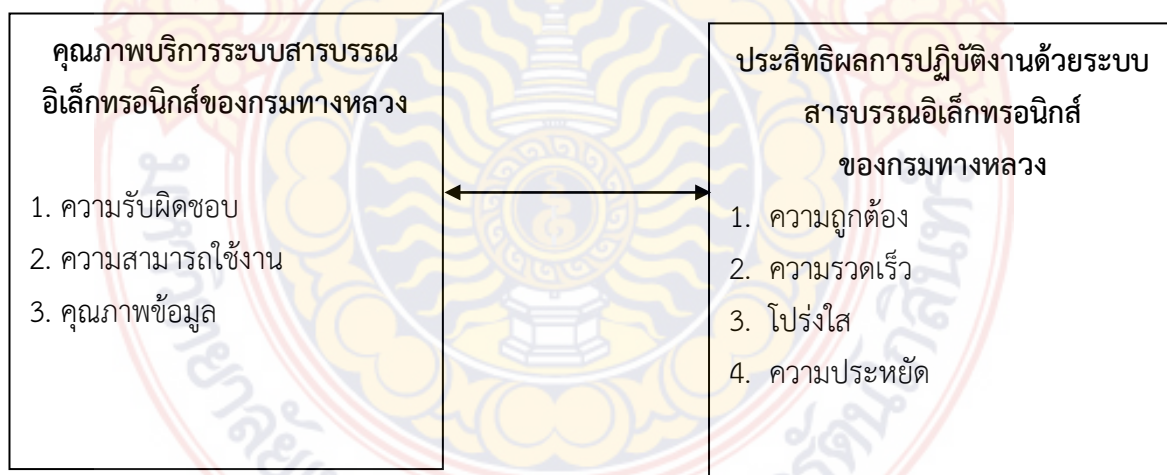 คุณภาพบริการระบบสารบรรณ
อิเล็กทรอนิกส์ของกรมทางหลวง
1. ความรับผิดชอบ
2. ความสามารถใช้งาน
3. คุณภาพข้อมูล
ประสิทธิผลการปฏิบัติงานด้วยระบบ
สารบรรณอิเล็กทรอนิกส์
ของกรมทางหลวง
1. ความถูกต้อง
2. ความรวดเร็ว
3. โปร่งใส
4. ความประหยัด